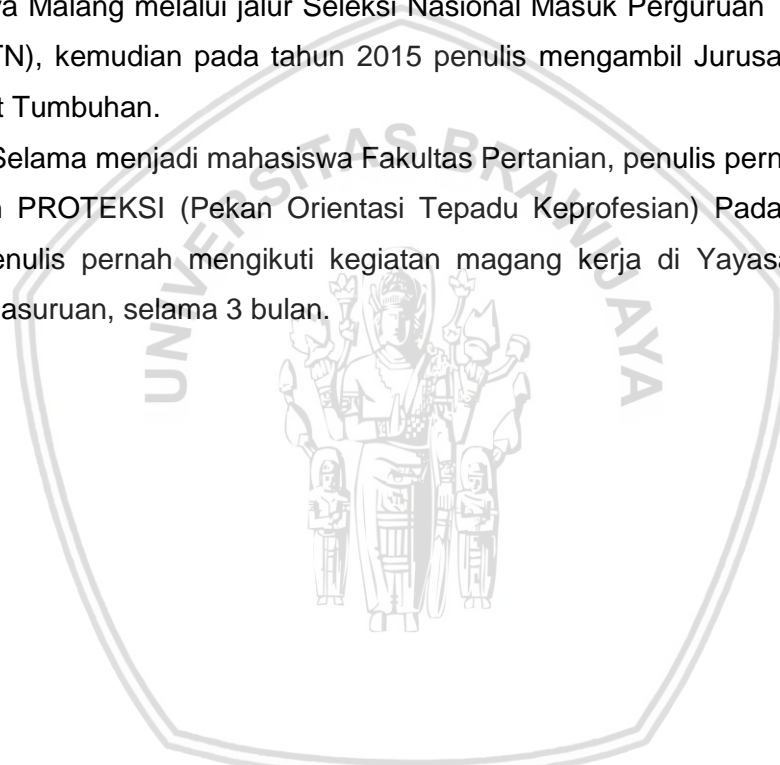 ya Malang melalui jalur Seleksi Nasional Masuk Perguruan
TN), kemudian pada tahun 2015 penulis mengambil Jurusa
t Tumbuhan.
Selama menjadi mahasiswa Fakultas Pertanian, penulis pern
n PROTEKSI (Pekan Orientasi Tepadu Keprofesian) Pada
enulis pernah mengikuti kegiatan magang kerja di Yayasa
asuruan, selama 3 bulan.
UNIVERSITAS BRAWIJAYA